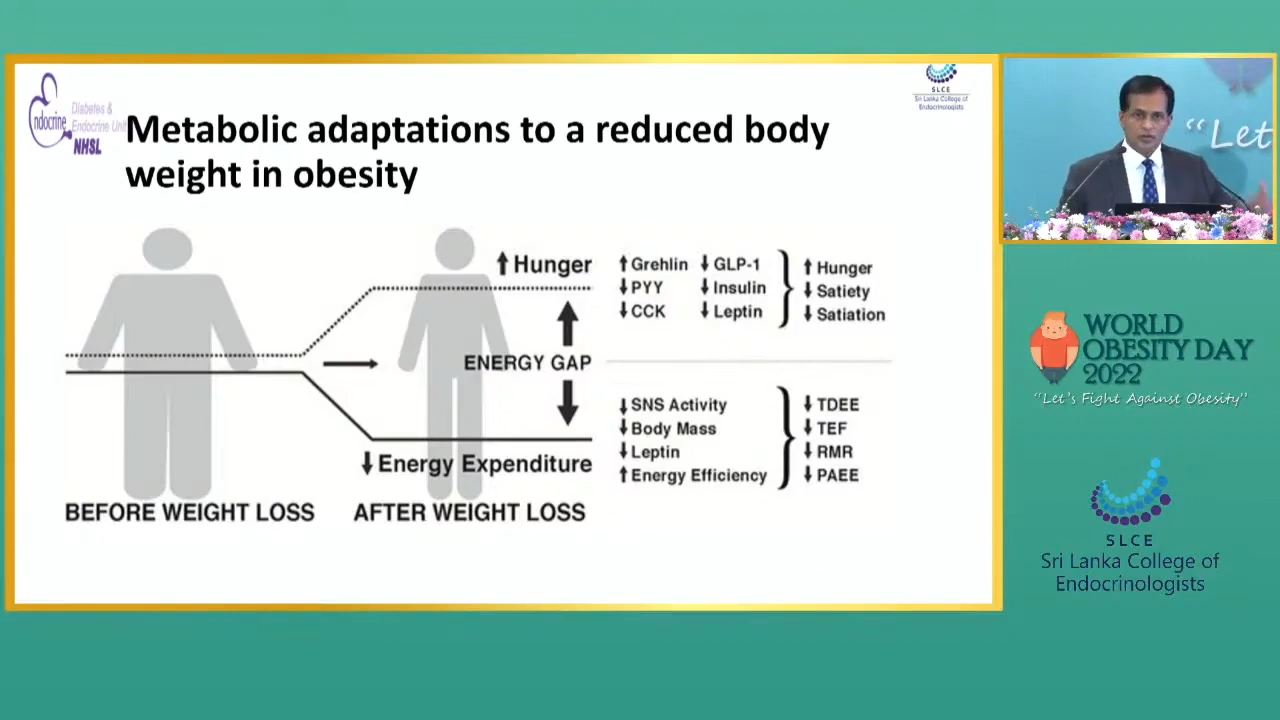 Endocrine
Diabetes &
Endocrine Unit
NHSL
SLCE
Sri Lanka College of
Endocrinologists
Metabolic adaptations to a reduced body
weight in obesity
↑ Hunger
ENERGY GAP
↓ Energy Expenditure
BEFORE WEIGHT LOSS
AFTER WEIGHT LOSS
↑ Grehlin ↓ GLP-1
↓ PYY ↓ Insulin
↓ CCK ↓ Leptin
↑ Hunger
↓ Satiety
↓ Satiation
↓ SNS Activity
↓ Body Mass
↓ Leptin
↑ Energy Efficiency
↓ TDEE
↓ TEF
↓ RMR
↓ PAEE
"Let
WORLD
OBESITY DAY
2022
"Let's Fight Against Obesity"
SLCE
Sri Lanka College of
Endocrinologists